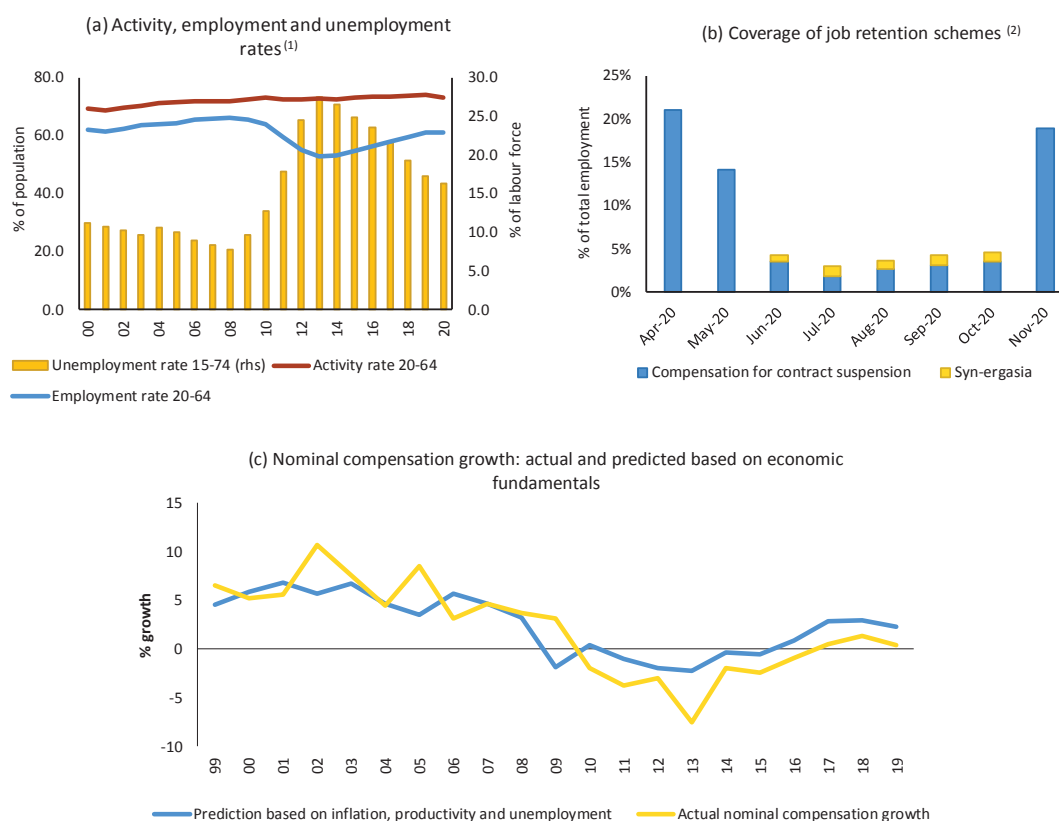 (a) Activity, employment and unemployment
rates (1)
80.0
60.0
40.0
20.0
0.0
% of population
30.0
25.0
20.0
15.0
10.0
5.0
0.0
% of labour force
00
02
04
06
08
10
12
14
16
18
20
Unemployment rate 15-74 (rhs)
Activity rate 20-64
Employment rate 20-64
(b) Coverage of job retention schemes (2)
25%
20%
15%
10%
5%
0%
% of total employment
Apr-20
May-20
Jun-20
Jul-20
Aug-20
Sep-20
Oct-20
Nov-20
Compensation for contract suspension
Syn-ergasia
(c) Nominal compensation growth: actual and predicted based on economic
fundamentals
15
10
5
0
-5
-10
% growth
99
00
01
02
03
04
05
06
07
08
09
10
11
12
13
14
15
16
17
18
19
Prediction based on inflation, productivity and unemployment
Actual nominal compensation growth